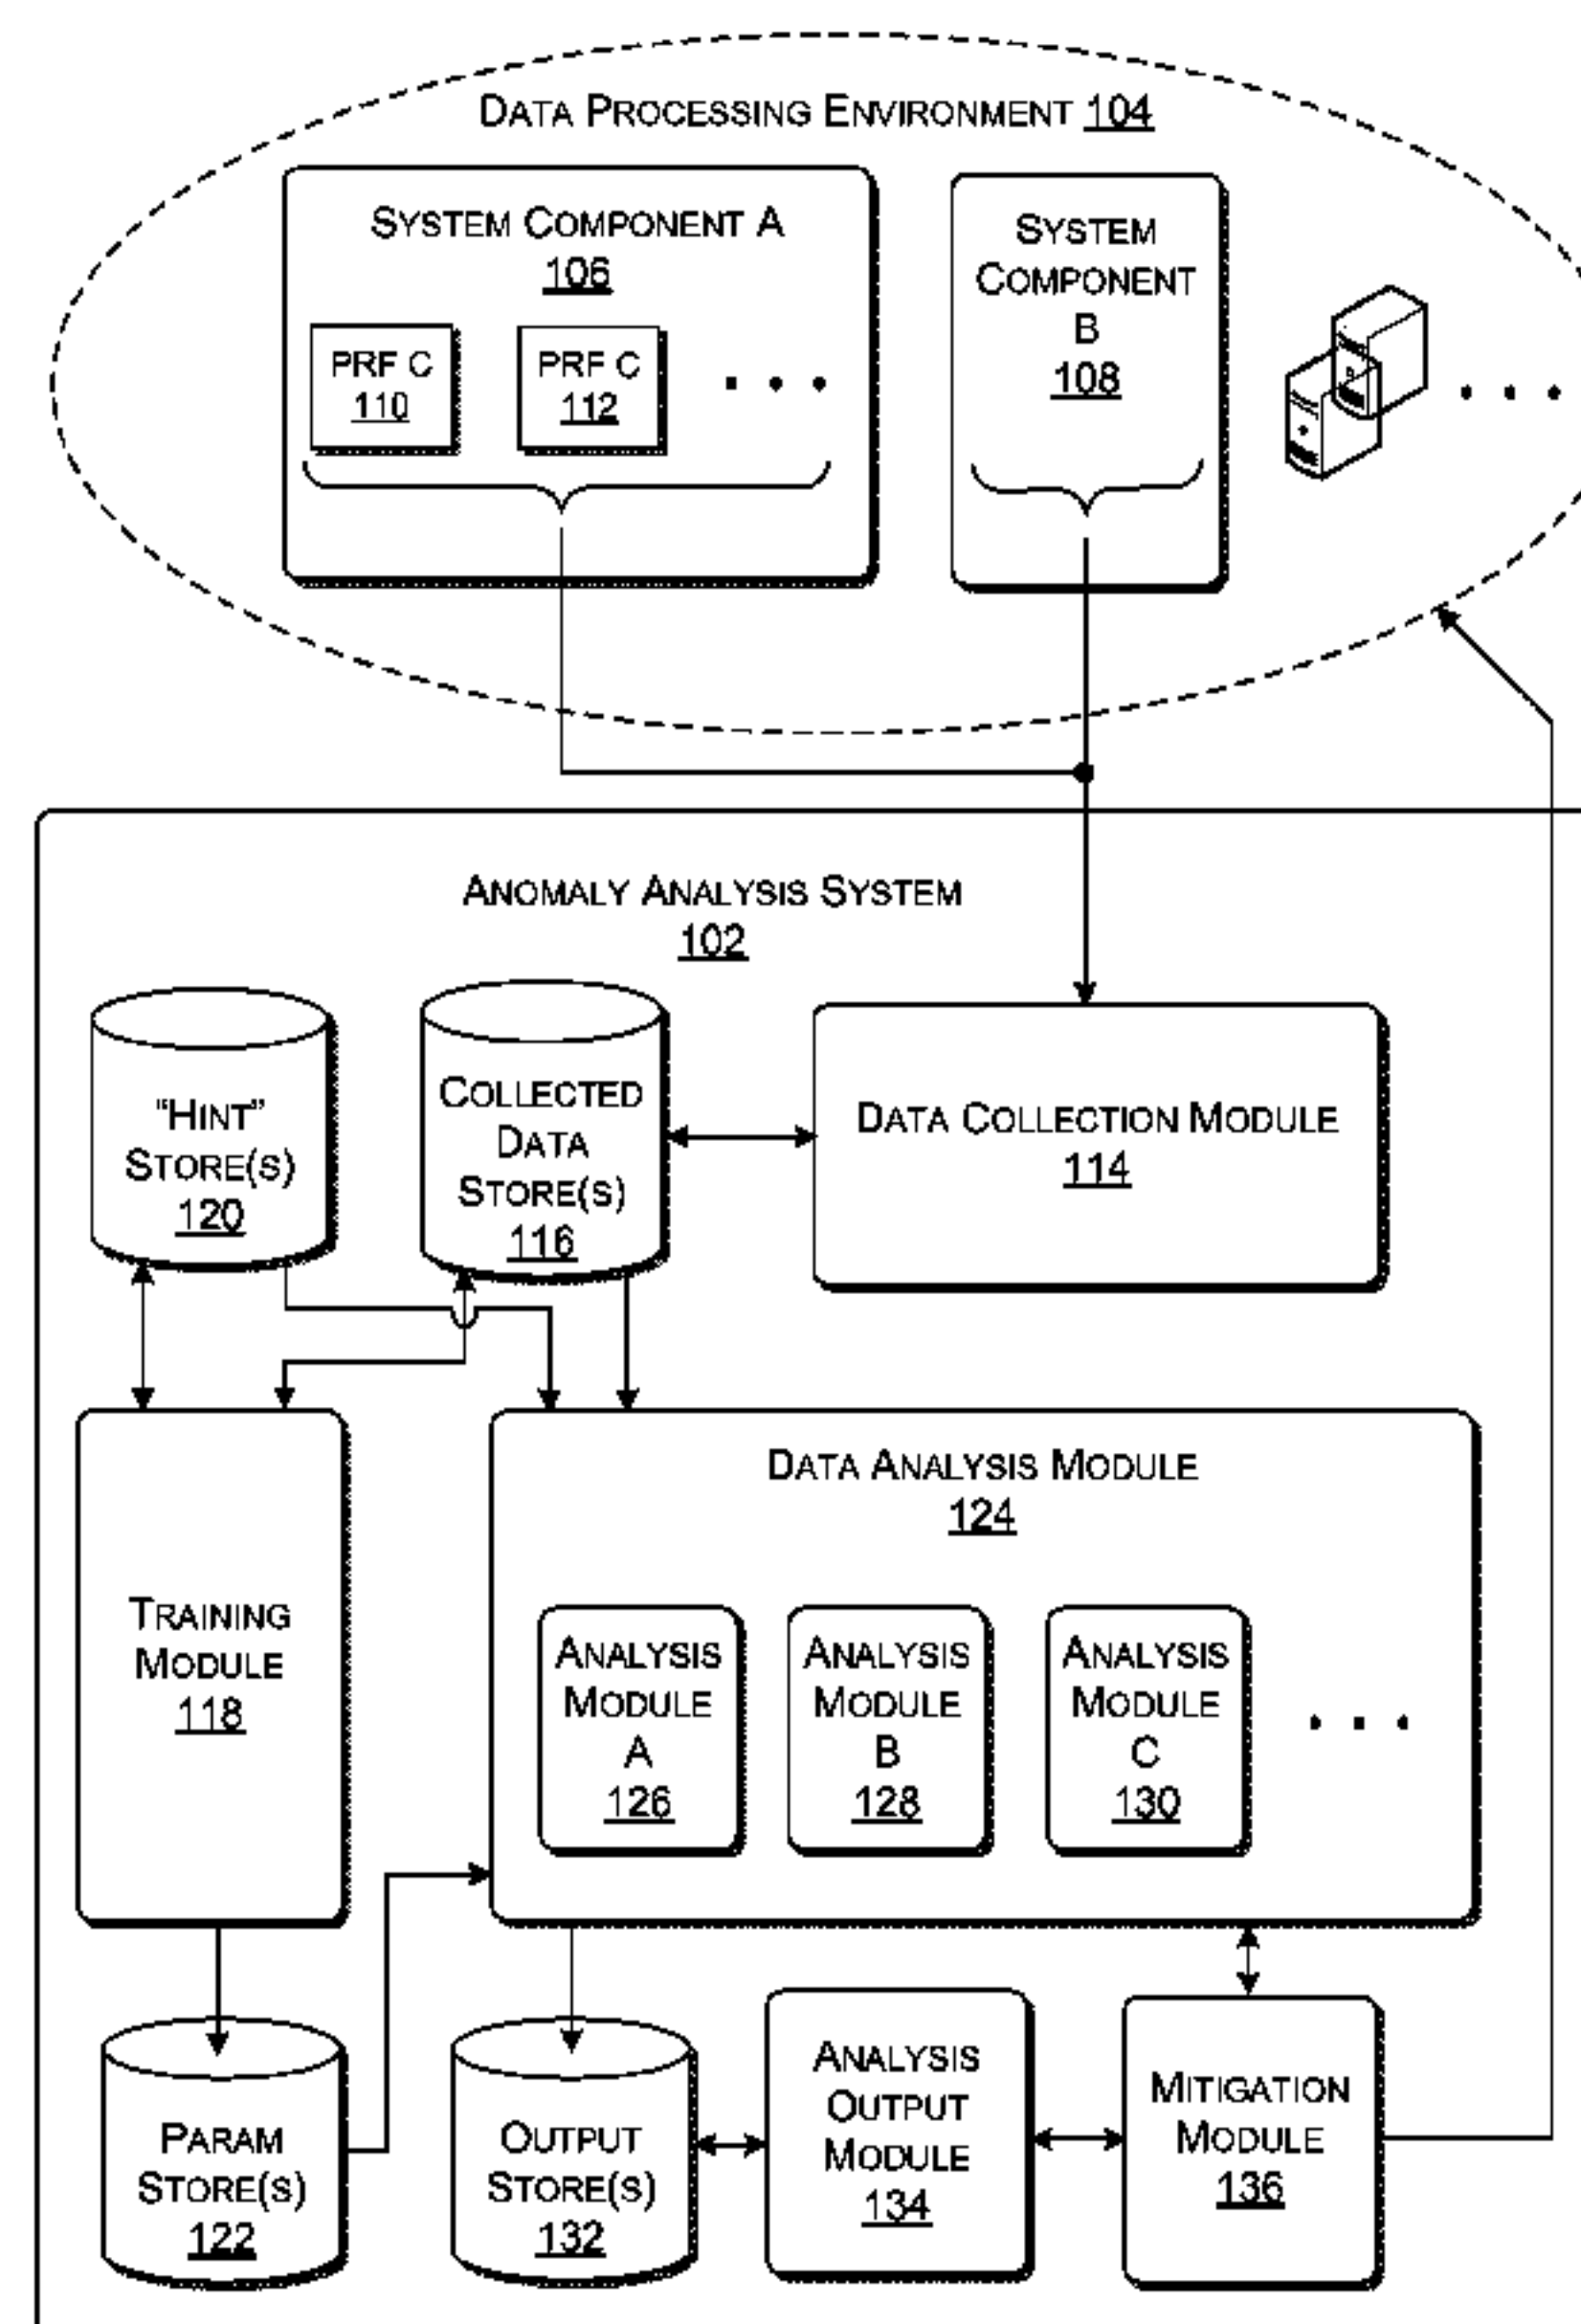 DATA PROCESSING ENVIRONMENT 104
SYSTEM COMPONENT A
106
PRF C
110
PRF C
112
SYSTEM
COMPONENT
B
108
ANOMALY ANALYSIS SYSTEM
102
“HINT”
STORE(S)
120
COLLECTED
DATA
STORE(S)
116
DATA COLLECTION MODULE
114
TRAINING
MODULE
118
DATA ANALYSIS MODULE
124
ANALYSIS
MODULE
A
126
ANALYSIS
MODULE
B
128
ANALYSIS
MODULE
C
130
PARAM
STORE(S)
122
OUTPUT
STORE(S)
132
ANALYSIS
OUTPUT
MODULE
134
MITIGATION
MODULE
136